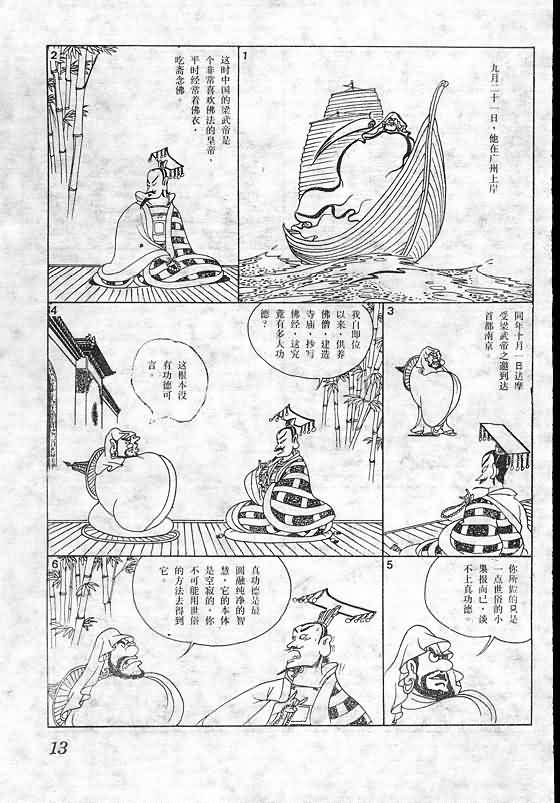 1
九月二十一日，他在广州上岸
2
这时中国的梁武帝是
个非常喜欢佛法的皇帝，
平时经常着佛衣，
吃斋念佛。
3
同年十月一日达摩
受梁武帝之邀到达
首都南京
4
我自即位
以来，供养
佛僧，建造
寺庙，抄写
佛经，这究
竟有多大功
德？
这根本没
有功德可
言。
5
你所做的只是
一点世俗的小
果报而已，谈
不上真功德。
6
真功德是最
圆融纯净的智
慧，它的本体
是空寂的，你
不可能用世俗
的方法去得到
它。
13